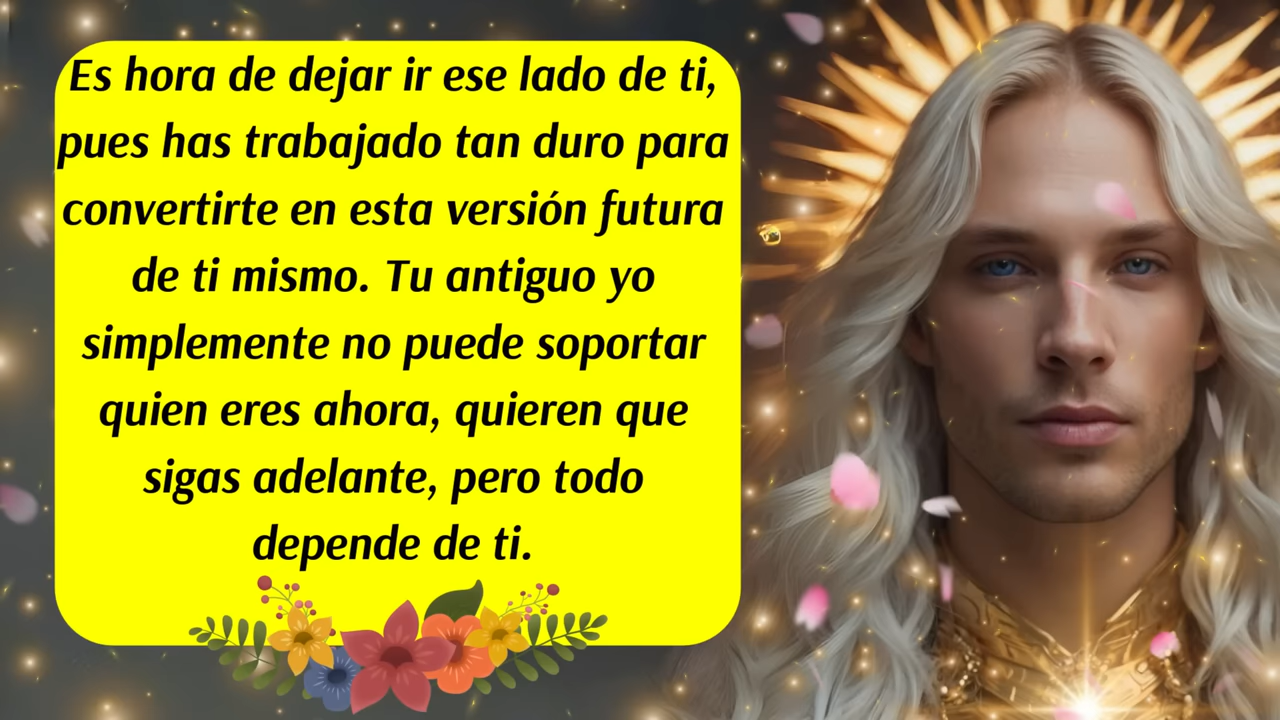 Es hora de dejar ir ese lado de ti,
pues has trabajado tan duro para
convertirte en esta versión futura
de ti mismo. Tu antiguo yo
simplemente no puede soportar
quien eres ahora, quieren que
sigas adelante, pero todo
depende de ti.